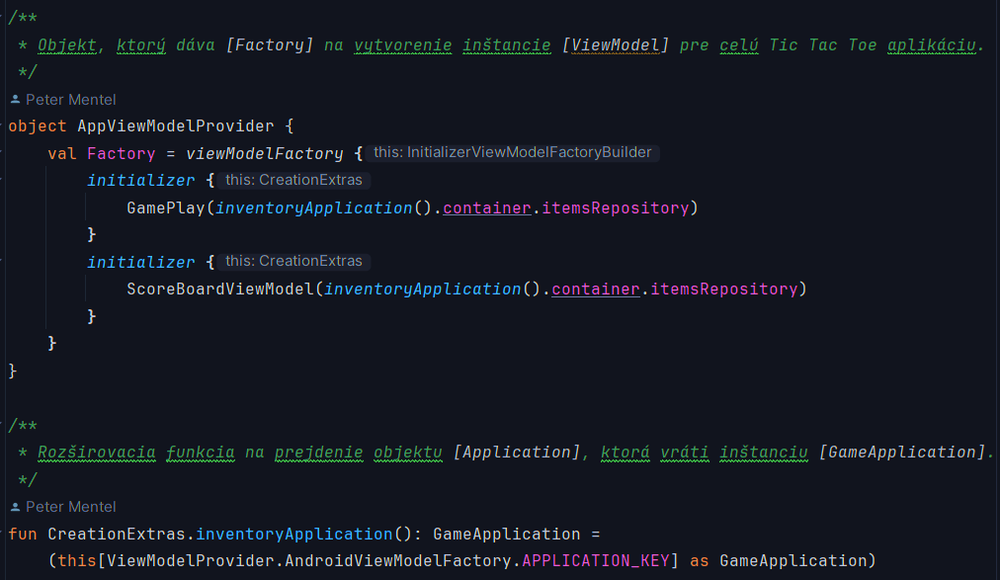 /**
 * Objekt, ktorý dáva [Factory] na vytvorenie inštancie [ViewModel] pre celú Tic Tac Toe aplikáciu.
 */
Peter Mentel
object AppViewModelProvider {
    val Factory = viewModelFactory { this: InitializerViewModelFactoryBuilder
        initializer { this: CreationExtras
            GamePlay(inventoryApplication().container.itemsRepository)
        }
        initializer { this: CreationExtras
            ScoreBoardViewModel(inventoryApplication().container.itemsRepository)
        }
    }
}
/**
 * Rozširovacia funkcia na prejdenie objektu [Application], ktorá vráti inštanciu [GameApplication].
 */
Peter Mentel
fun CreationExtras.inventoryApplication(): GameApplication =
    (this[ViewModelProvider.AndroidViewModelFactory.APPLICATION_KEY] as GameApplication)